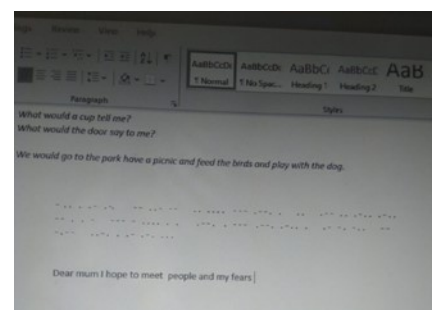 Review View Help
AaBbCcDc AaBbCcDc AaBbCc AaBbCcC AaB
¶ Normal ¶ No Spac... Heading 1 Heading 2 Title
Paragraph Styles
What would a cup tell me?
What would the door say to me?
We would go to the park have a picnic and feed the birds and play with the dog.
Dear mum I hope to meet people and my fears